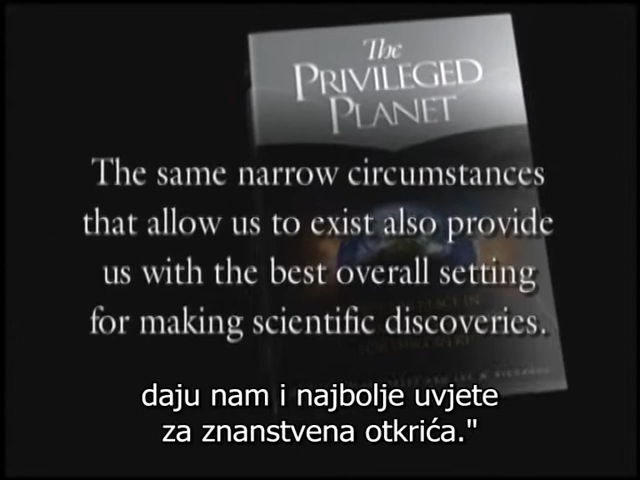 The
PRIVILEGED
PLANET
The same narrow circumstances
that allow us to exist also provide
us with the best overall setting
for making scientific discoveries.
daju nam i najbolje uvjete
za znanstvena otkrića."